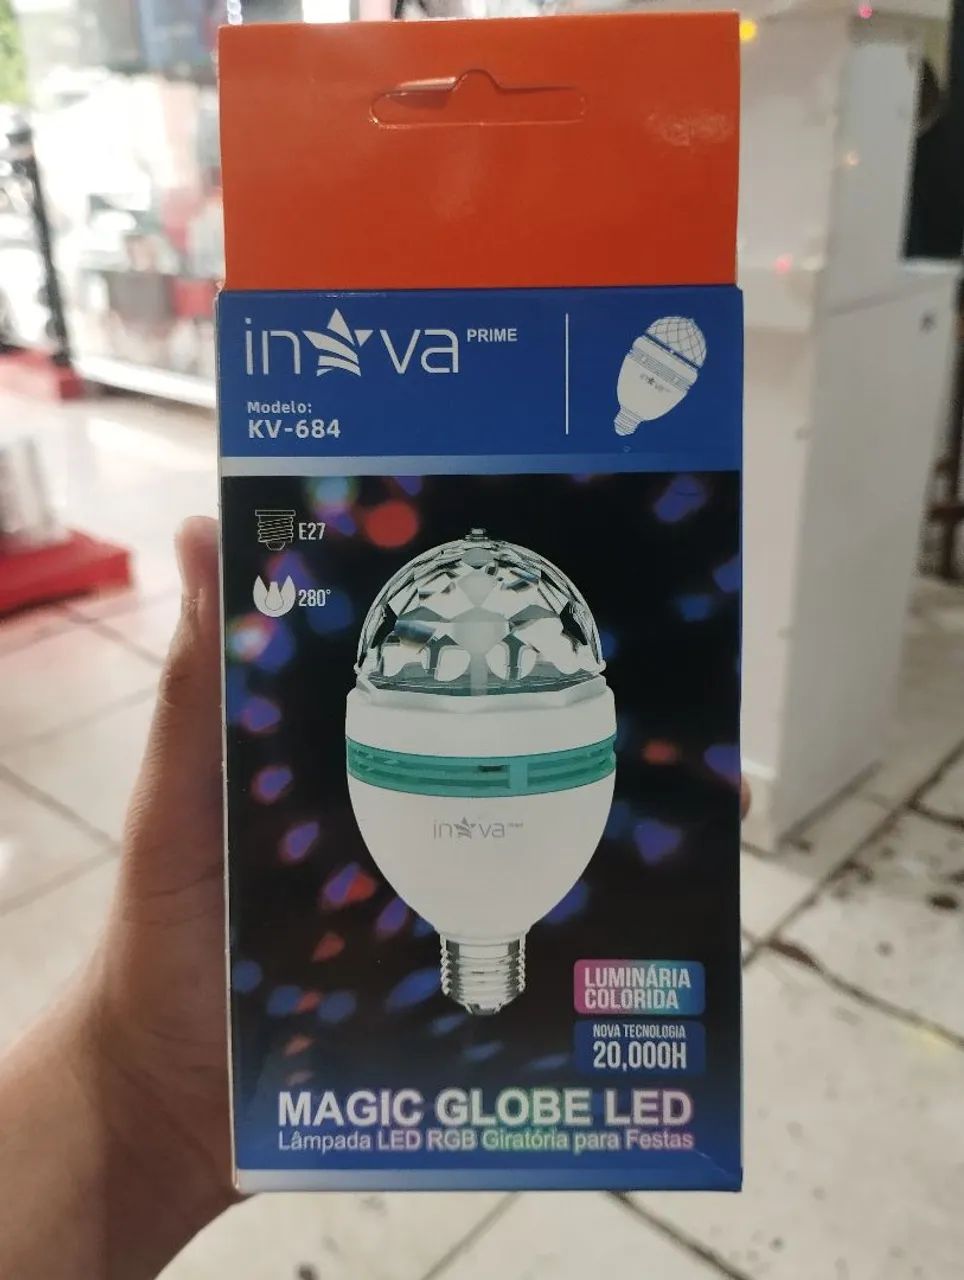 inova PRIME
Modelo:
KV-684
inova
E27
280°
inova
LUMINÁRIA
COLORIDA
NOVA TECNOLOGIA
20,000H
MAGIC GLOBE LED
Lâmpada LED RGB Giratória para Festas